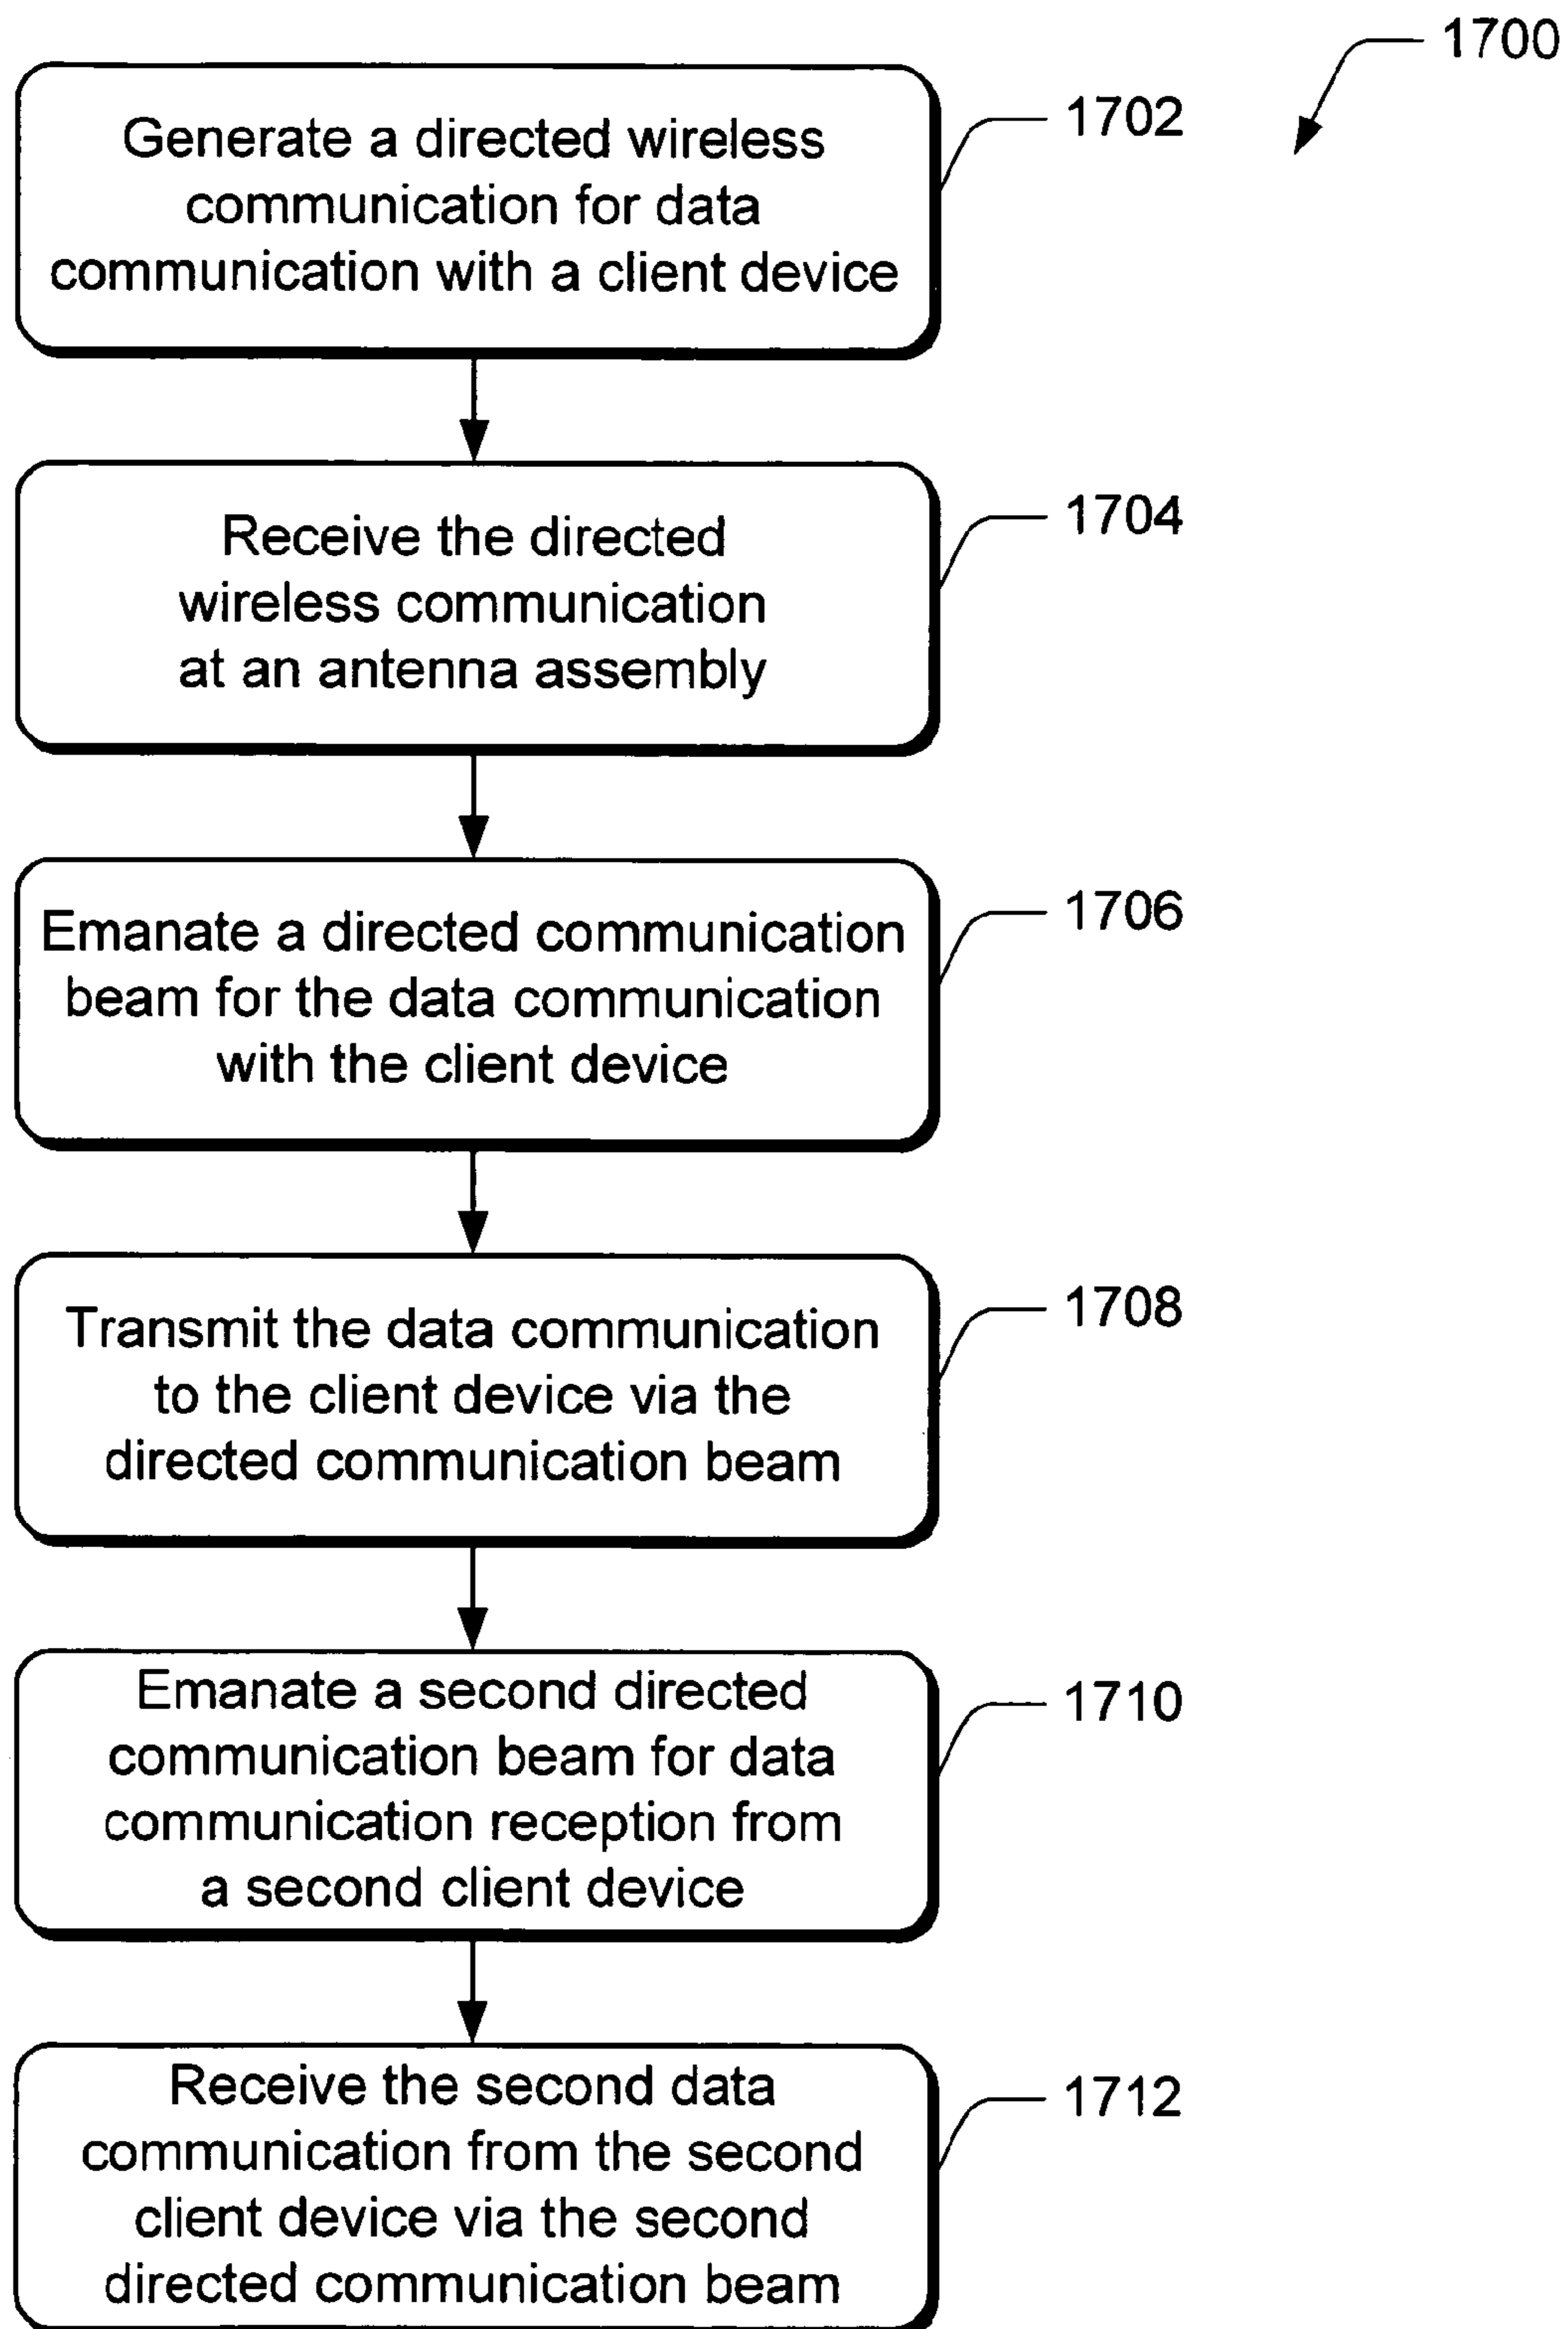 1700
1702
Generate a directed wireless
communication for data
communication with a client device
1704
Receive the directed
wireless communication
at an antenna assembly
1706
Emanate a directed communication
beam for the data communication
with the client device
1708
Transmit the data communication
to the client device via the
directed communication beam
1710
Emanate a second directed
communication beam for data
communication reception from
a second client device
1712
Receive the second data
communication from the second
client device via the second
directed communication beam